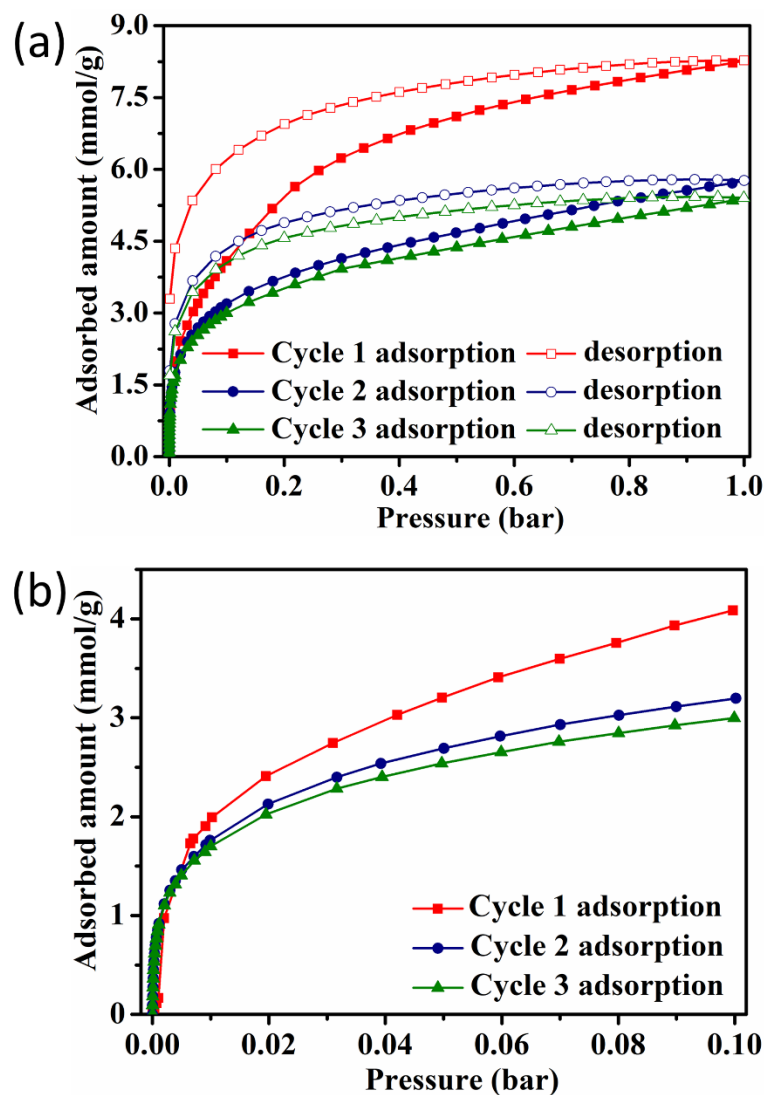 (a)
Adsorbed amount (mmol/g)
9.0
7.5
6.0
4.5
3.0
1.5
0.0
Cycle 1 adsorption desorption
Cycle 2 adsorption desorption
Cycle 3 adsorption desorption
0.0 0.2 0.4 0.6 0.8 1.0
Pressure (bar)
(b)
Adsorbed amount (mmol/g)
4
3
2
1
0
Cycle 1 adsorption
Cycle 2 adsorption
Cycle 3 adsorption
0.00 0.02 0.04 0.06 0.08 0.10
Pressure (bar)